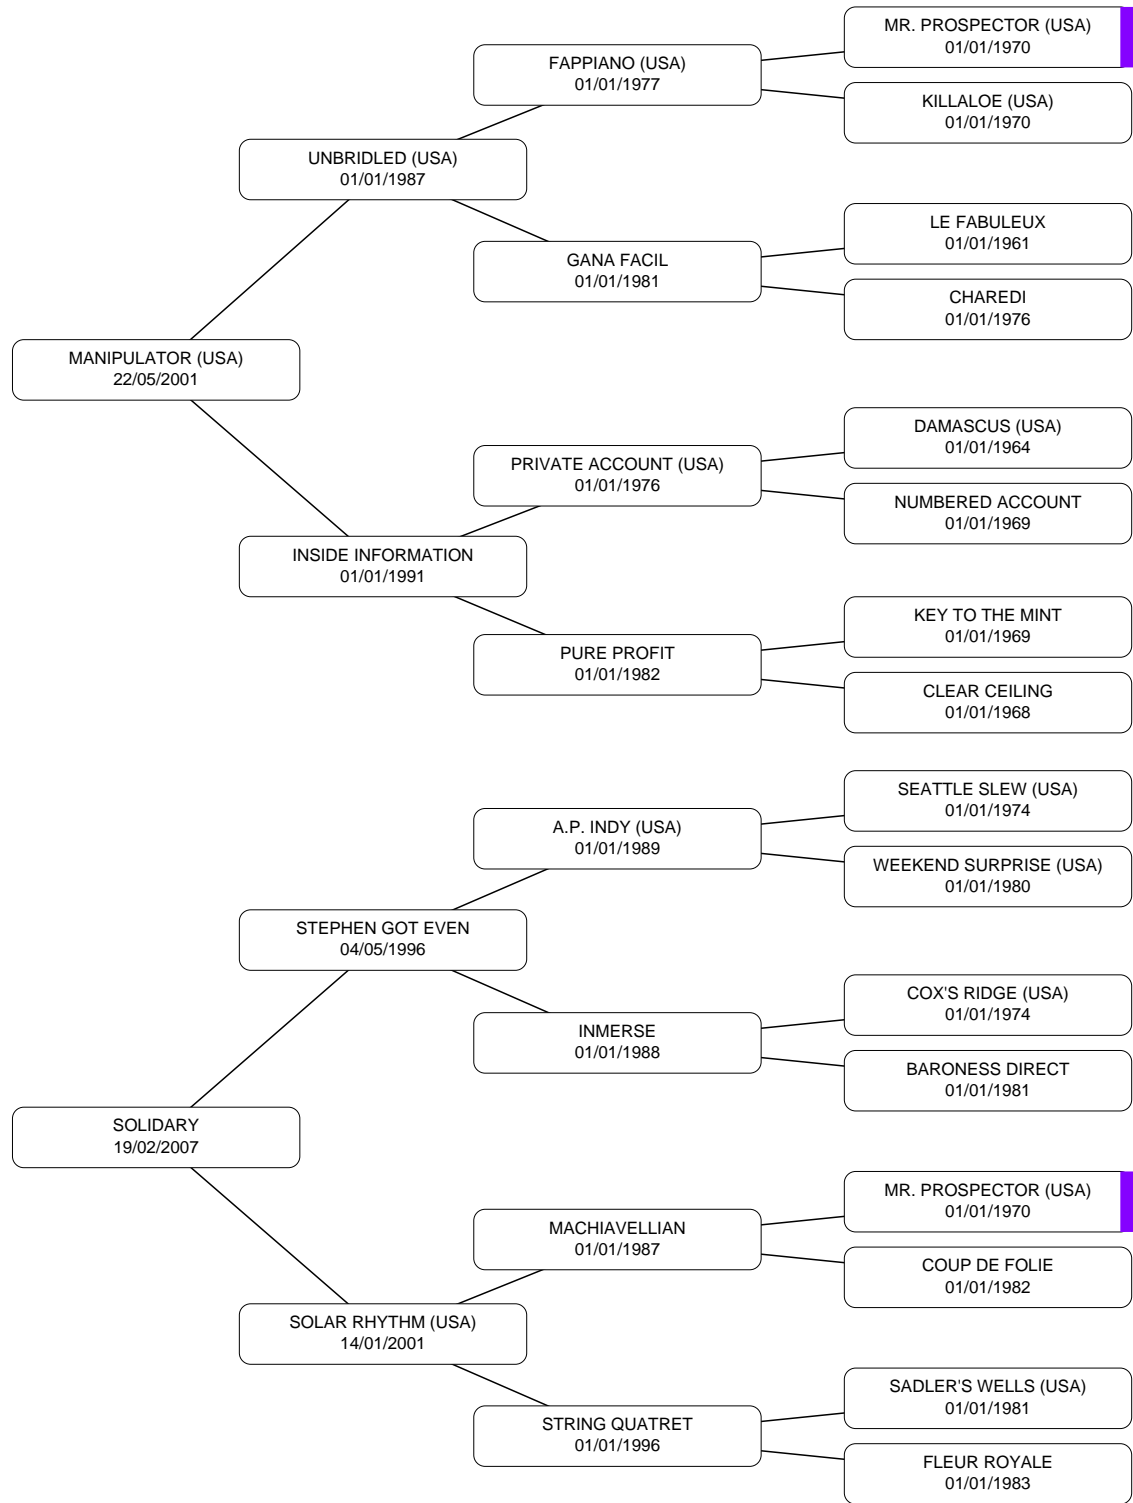 MR. PROSPECTOR (USA)
01/01/1970
FAPPIANO (USA)
01/01/1977
KILLALOE (USA)
01/01/1970
UNBRIDLED (USA)
01/01/1987
LE FABULEUX
01/01/1961
GANA FACIL
01/01/1981
CHAREDI
01/01/1976
MANIPULATOR (USA)
22/05/2001
DAMASCUS (USA)
01/01/1964
PRIVATE ACCOUNT (USA)
01/01/1976
NUMBERED ACCOUNT
01/01/1969
INSIDE INFORMATION
01/01/1991
KEY TO THE MINT
01/01/1969
PURE PROFIT
01/01/1982
CLEAR CEILING
01/01/1968
SEATTLE SLEW (USA)
01/01/1974
A.P. INDY (USA)
01/01/1989
WEEKEND SURPRISE (USA)
01/01/1980
STEPHEN GOT EVEN
04/05/1996
COX'S RIDGE (USA)
01/01/1974
INMERSE
01/01/1988
BARONESS DIRECT
01/01/1981
SOLIDARY
19/02/2007
MR. PROSPECTOR (USA)
01/01/1970
MACHIAVELLIAN
01/01/1987
COUP DE FOLIE
01/01/1982
SOLAR RHYTHM (USA)
14/01/2001
SADLER'S WELLS (USA)
01/01/1981
STRING QUATRET
01/01/1996
FLEUR ROYALE
01/01/1983